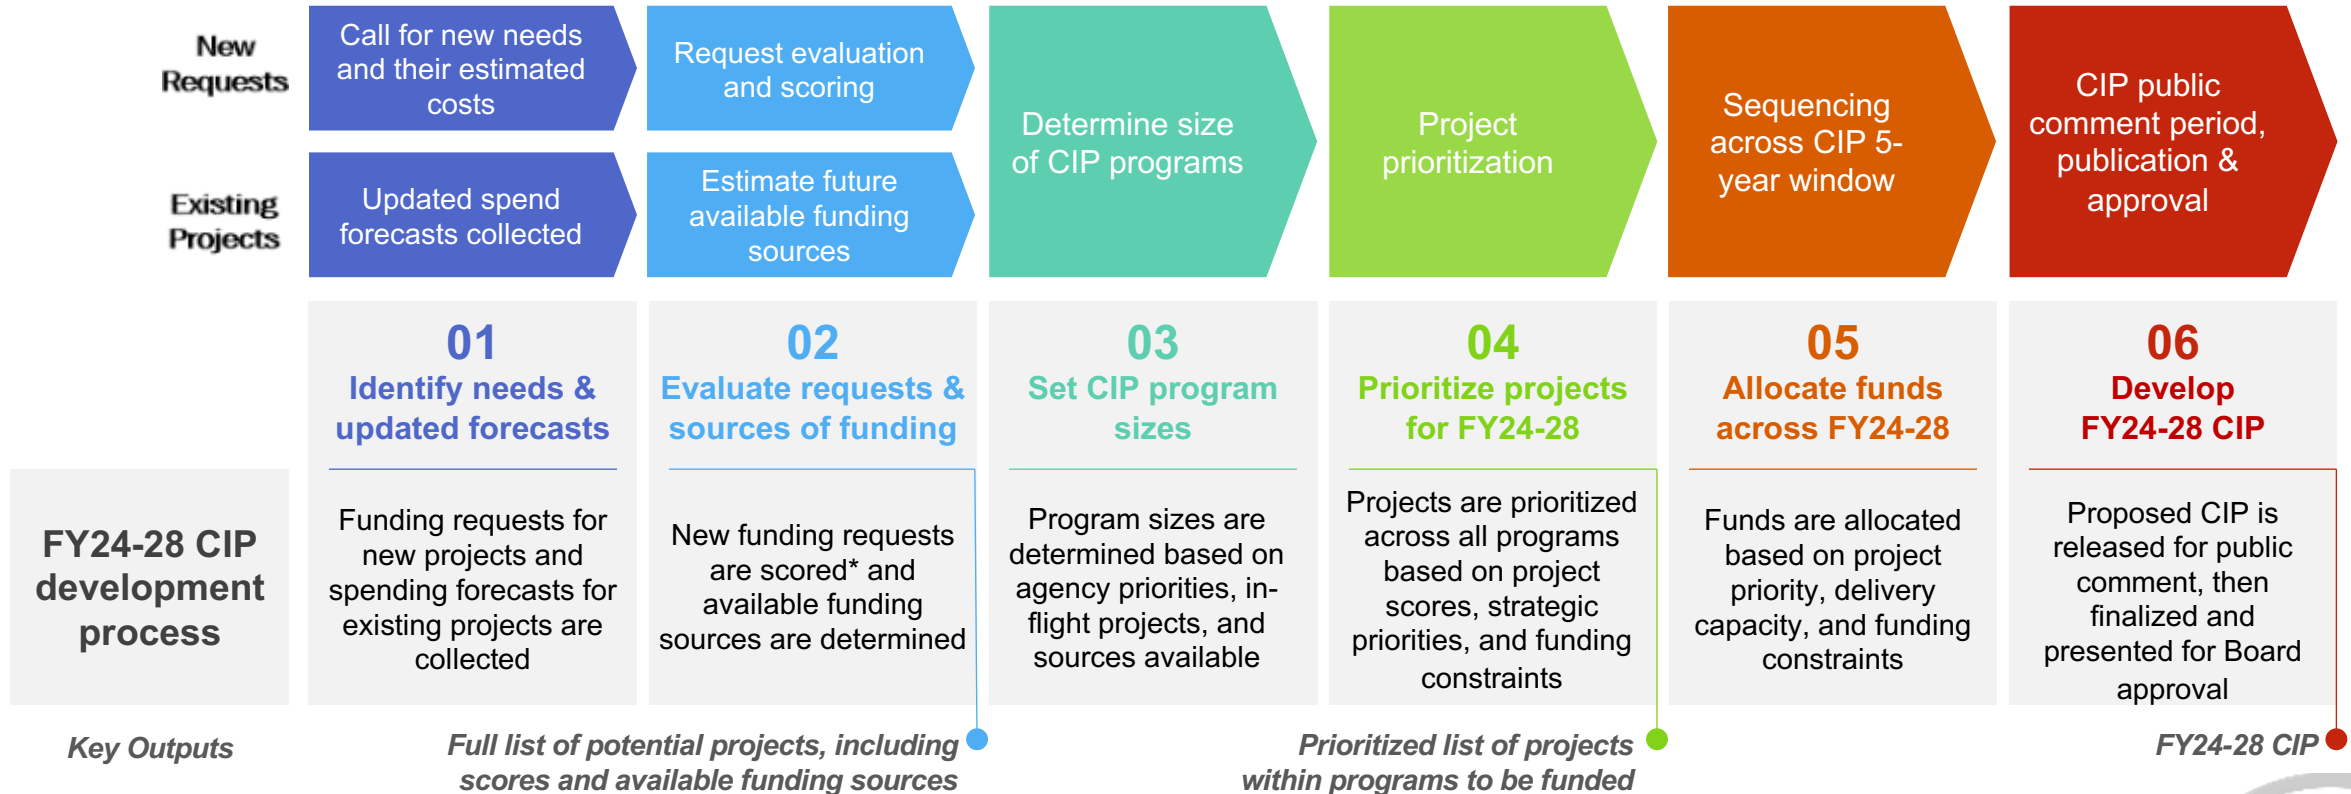 New
Requests
Call for new needs
and their estimated
costs
Request evaluation
and scoring
Existing
Projects
Updated spend
forecasts collected
Estimate future
available funding
sources
Determine size
of CIP programs
Project
prioritization
Sequencing
across CIP 5-
year window
CIP public
comment period,
publication &
approval
01
Identify needs &
updated forecasts
02
Evaluate requests &
sources of funding
03
Set CIP program
sizes
04
Prioritize projects
for FY24-28
05
Allocate funds
across FY24-28
06
Develop
FY24-28 CIP
FY24-28 CIP
development
process
Funding requests for
new projects and
spending forecasts for
existing projects are
collected
New funding requests
are scored* and
available funding
sources are determined
Program sizes are
determined based on
agency priorities, in-
flight projects, and
sources available
Projects are prioritized
across all programs
based on project
scores, strategic
priorities, and funding
constraints
Funds are allocated
based on project
priority, delivery
capacity, and funding
constraints
Proposed CIP is
released for public
comment, then
finalized and
presented for Board
approval
Key Outputs
Full list of potential projects, including
scores and available funding sources
Prioritized list of projects
within programs to be funded
FY24-28 CIP